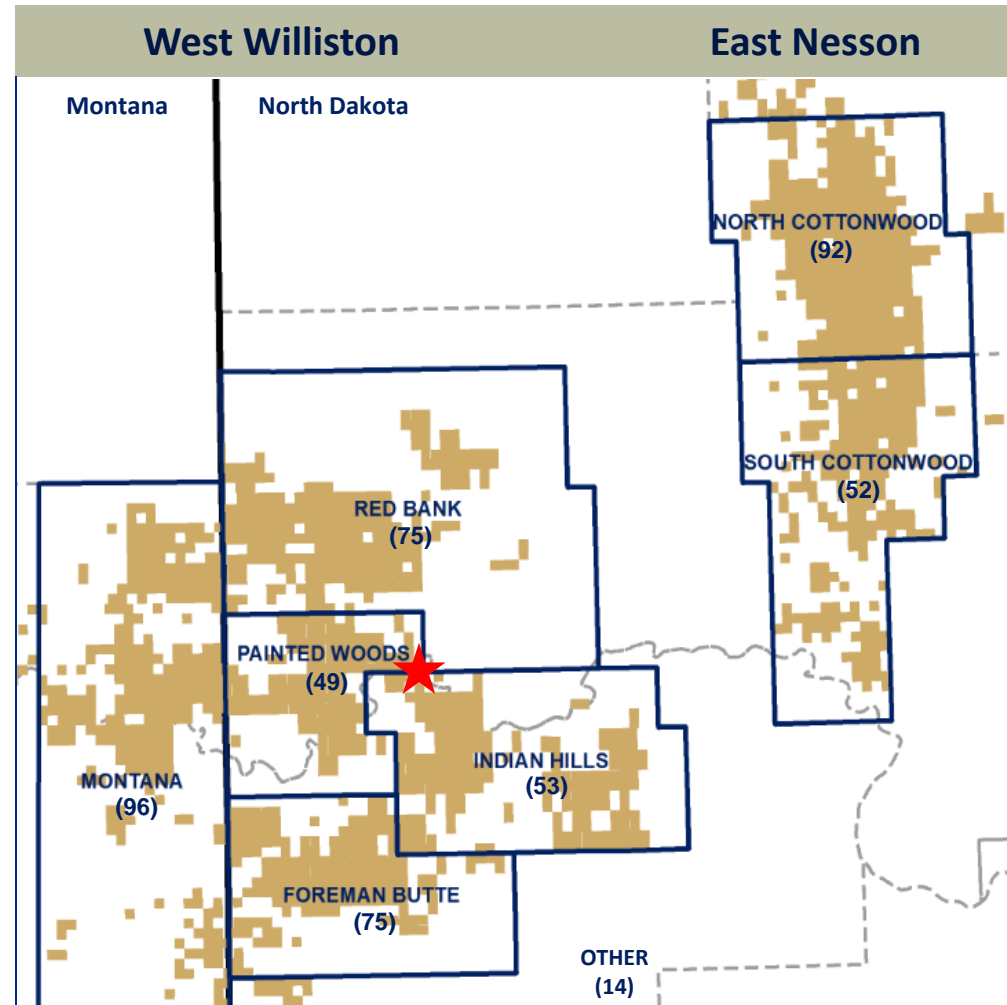 West Williston
East Nesson
Montana
North Dakota
NORTH COTTONWOOD
(92)
SOUTH COTTONWOOD
(52)
RED BANK
(75)
PAINTED WOODS
(49)
INDIAN HILLS
(53)
MONTANA
(96)
FOREMAN BUTTE
(75)
OTHER
(14)